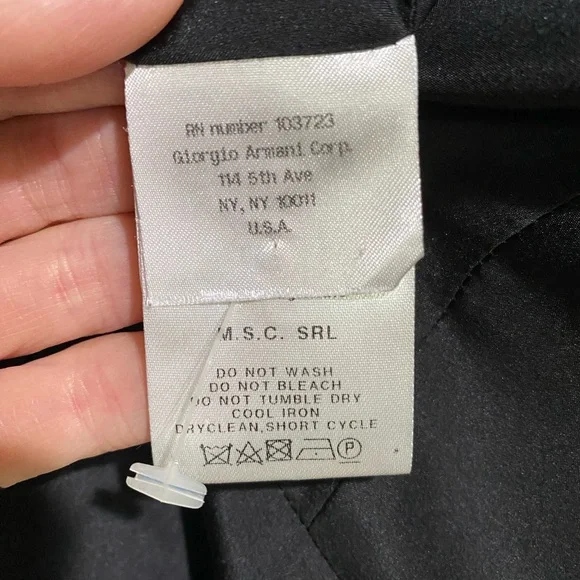 RN number 103723
Giorgio Armani Corp.
114 5th Ave
NY, NY 10011
U.S.A.
M.S.C. SRL
DO NOT WASH
DO NOT BLEACH
DO NOT TUMBLE DRY
COOL IRON
DRYCLEAN,SHORT CYCLE
P